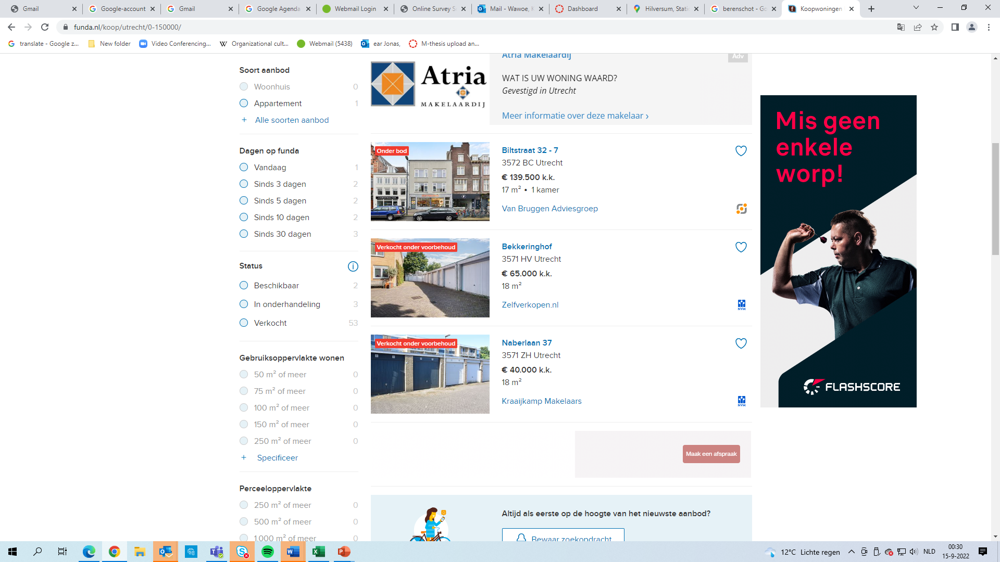 Gmail
Google-account
Gmail
Google Agenda
Webmail Login
Online Survey S
Mail - Wawoe, K
Dashboard
Hilversum, Stati
berenschot - Go
Koopwoningen
funda.nl/koop/utrecht/0-150000/
translate - Google z...
New folder
Video Conferencing...
Organizational cult...
Webmail (5438)
ear Jonas,
M-thesis upload an...
Soort aanbod
Woonhuis 0
Appartement 1
+ Alle soorten aanbod
Dagen op funda
Vandaag 1
Sinds 3 dagen 2
Sinds 5 dagen 2
Sinds 10 dagen 2
Sinds 30 dagen 3
Status
Beschikbaar 2
In onderhandeling 3
Verkocht 53
Gebruiksoppervlakte wonen
50 m² of meer 0
75 m² of meer 0
100 m² of meer 0
150 m² of meer 0
250 m² of meer 0
+ Specificeer
Perceeloppervlakte
250 m² of meer 0
500 m² of meer 0
1.000 m² of meer 0
Atria
MAKELAARDIJ
Atria Makelaardij
Adv
WAT IS UW WONING WAARD?
Gevestigd in Utrecht
Meer informatie over deze makelaar ›
Onder bod
Biltstraat 32 - 7
3572 BC Utrecht
€ 139.500 k.k.
17 m² • 1 kamer
Van Bruggen Adviesgroep
Verkocht onder voorbehoud
Bekkeringhof
3571 HV Utrecht
€ 65.000 k.k.
18 m²
Zelfverkopen.nl
NVM
Verkocht onder voorbehoud
Naberlaan 37
3571 ZH Utrecht
€ 40.000 k.k.
18 m²
Kraaijkamp Makelaars
NVM
Maak een afspraak
Altijd als eerste op de hoogte van het nieuwste aanbod?
Bewaar zoekopdracht
Mis geen
enkele
worp!
FLASHSCORE
12°C Lichte regen
NLD
00:30
15-9-2022